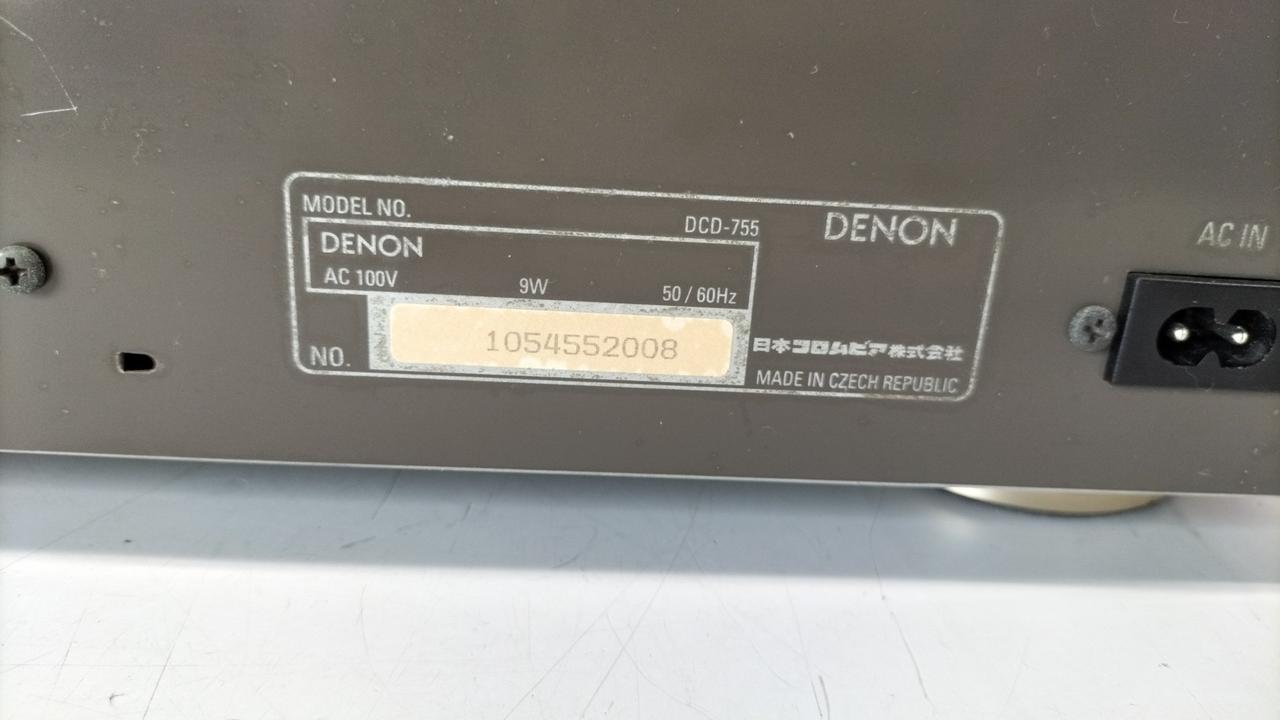 MODEL NO.
DCD-755
DENON
DENON
AC 100V 9W 50 / 60Hz
NO. 1054552008
日本コロムビア株式会社
MADE IN CZECH REPUBLIC
AC IN